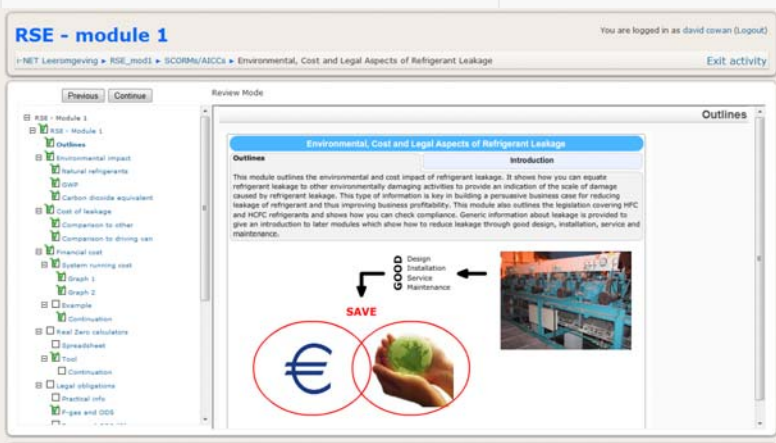 RSE - module 1
You are logged in as david cowan (Logout)
i-NET Leeromgeving ► RSE_mod1 ► SCORMs/AICCs ► Environmental, Cost and Legal Aspects of Refrigerant Leakage
Exit activity
Previous Continue
Review Mode
RSE - Module 1
RSE - Module 1
Outlines
Environmental impact
Natural refrigerants
GWP
Carbon dioxide equivalent
Cost of leakage
Comparison to other
Comparison to driving van
Financial cost
System running cost
Graph 1
Graph 2
Example
Continuation
Real Zero calculators
Spreadsheet
Tool
Continuation
Legal obligations
Practical info
F-gas and ODS
Outlines
Environmental, Cost and Legal Aspects of Refrigerant Leakage
Outlines
Introduction
This module outlines the environmental and cost impact of refrigerant leakage. It shows how you can equate
refrigerant leakage to other environmentally damaging activities to provide an indication of the scale of damage
caused by refrigerant leakage. This type of information is key in building a persuasive business case for reducing
leakage of refrigerant and thus improving business profitability. This module also outlines the legislation covering HFC
and HCFC refrigerants and shows how you can check compliance. Generic information about leakage is provided to
give an introduction to later modules which show how to reduce leakage through good design, installation, service and
maintenance.
GOOD
Design
Installation
Service
Maintenance
SAVE
€